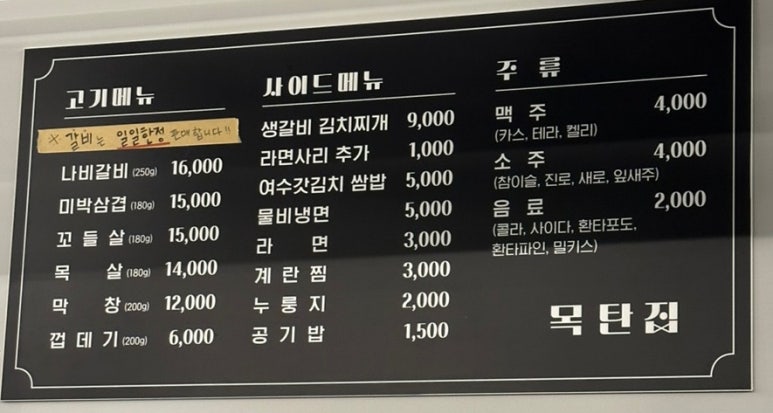 고기메뉴
※ 갈비는 일일한정 판매합니다!!
나비갈비 (250g) 16,000
미박삼겹 (180g) 15,000
꼬들살 (180g) 15,000
목살 (180g) 14,000
막창 (200g) 12,000
껍데기 (200g) 6,000
사이드메뉴
생갈비 김치찌개 9,000
라면사리 추가 1,000
여수갓김치 쌈밥 5,000
물비냉면 5,000
라면 3,000
계란찜 3,000
누룽지 2,000
공기밥 1,500
주류
맥주 4,000
(카스, 테라, 켈리)
소주 4,000
(참이슬, 진로, 새로, 잎새주)
음료 2,000
(콜라, 사이다, 환타포도,
환타파인, 밀키스)
목탄집